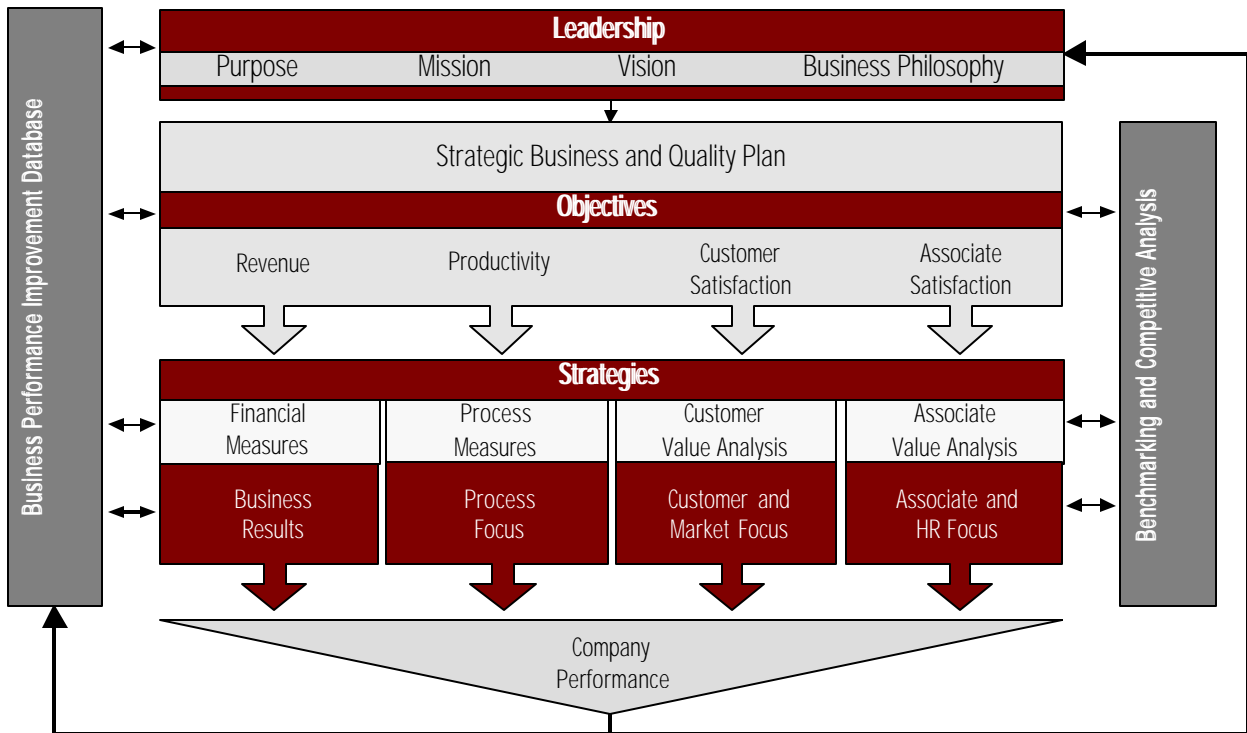 Business Performance Improvement Database
Leadership
Purpose Mission Vision Business Philosophy
Strategic Business and Quality Plan
Objectives
Revenue
Productivity
Customer
Satisfaction
Associate
Satisfaction
Strategies
Financial
Measures
Process
Measures
Customer
Value Analysis
Associate
Value Analysis
Business
Results
Process
Focus
Customer and
Market Focus
Associate and
HR Focus
Company
Performance
Benchmarking and Competitive Analysis